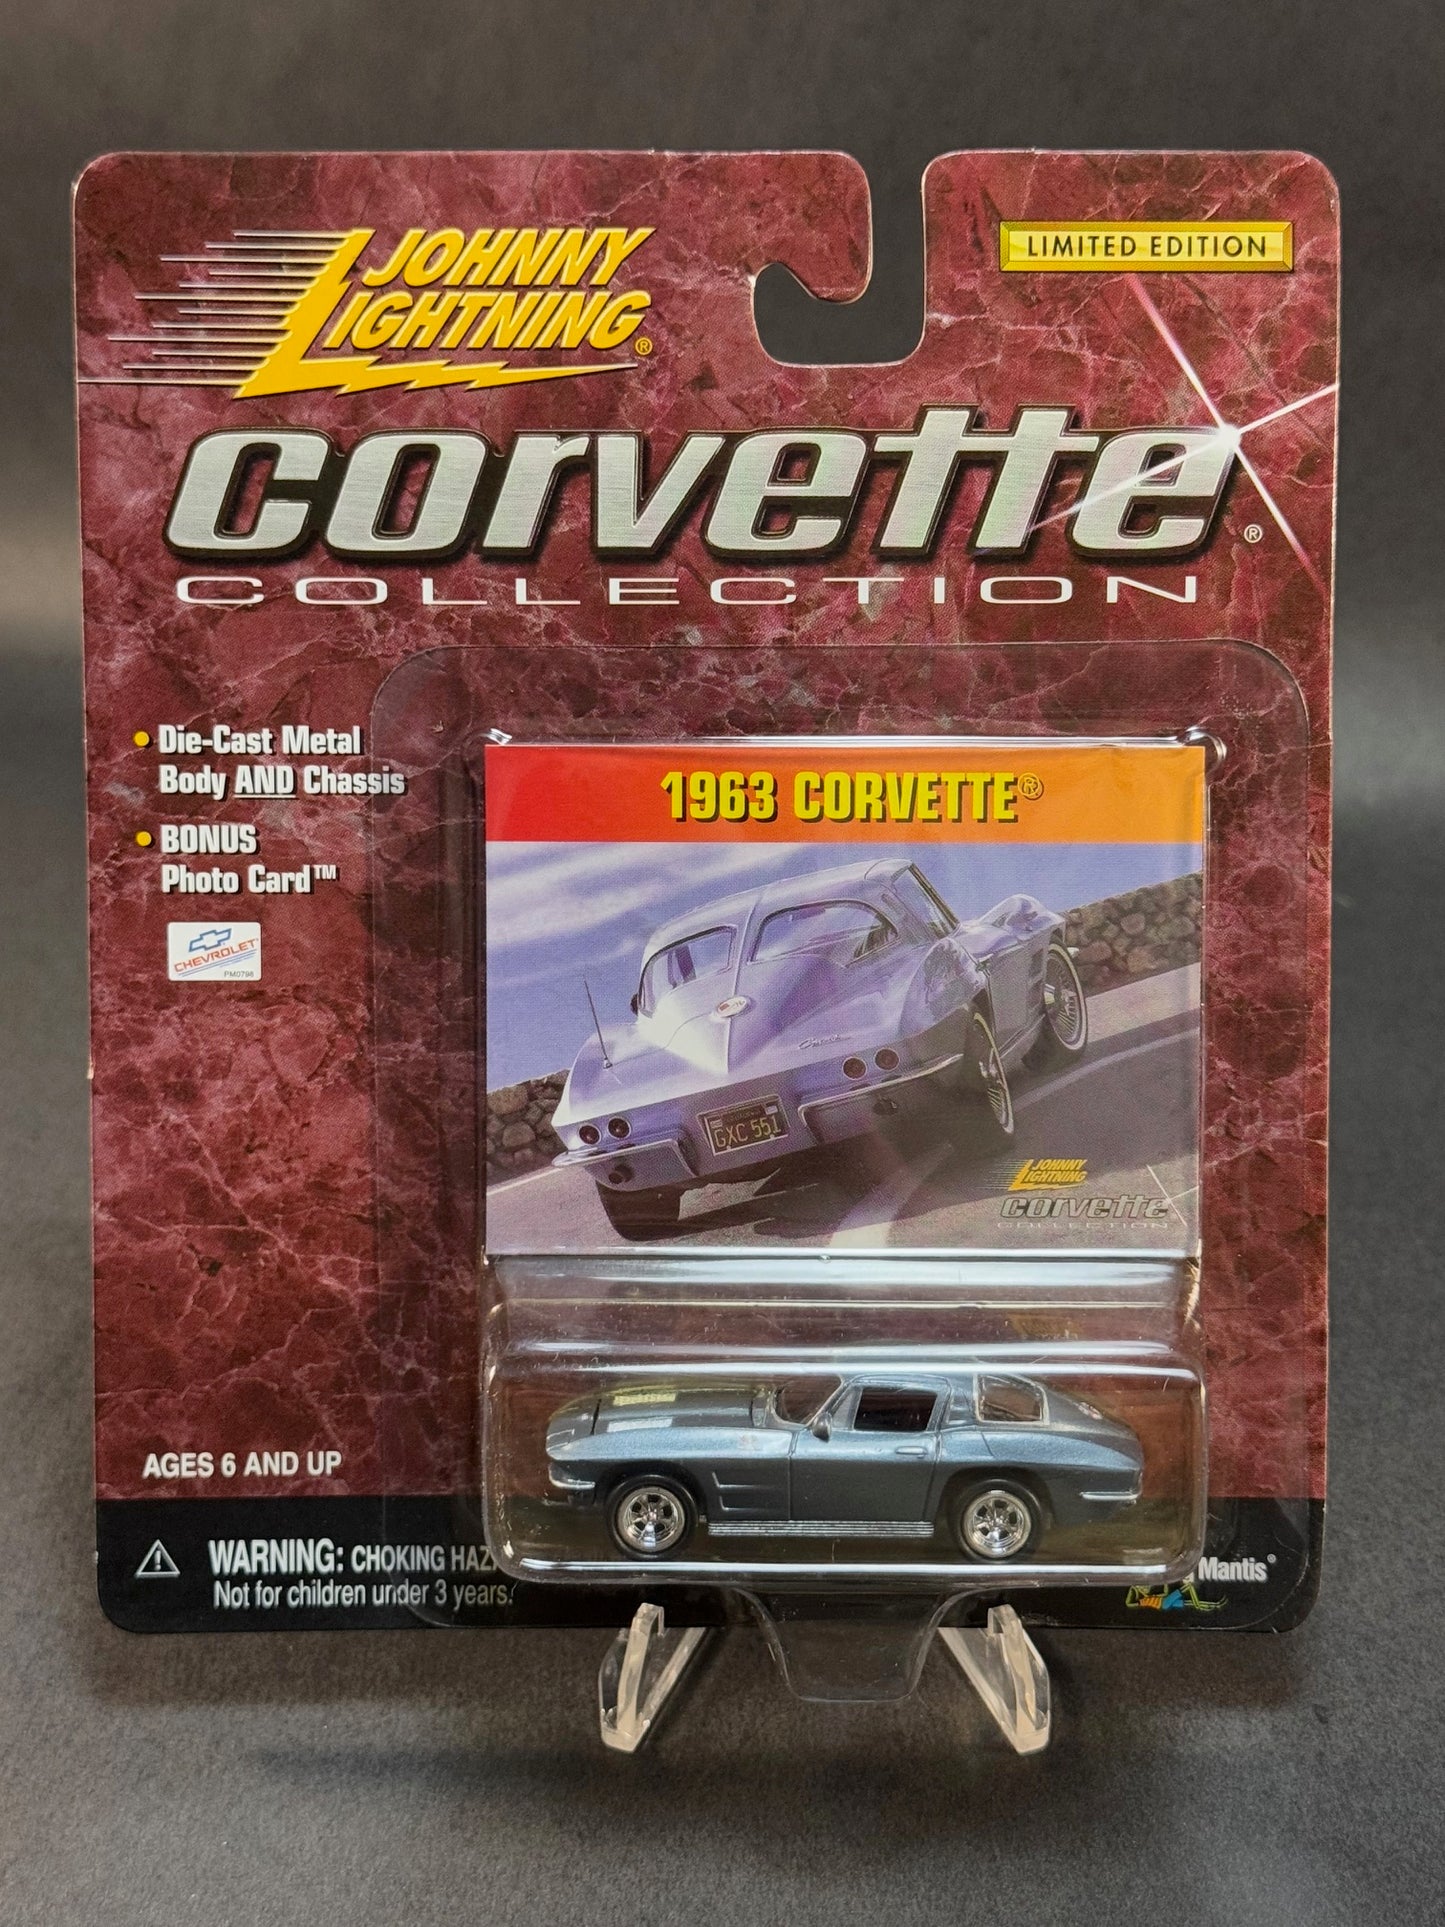 JOHNNY
LIGHTNING®
LIMITED EDITION
corvette®
COLLECTION
• Die-Cast Metal
Body AND Chassis
• BONUS
Photo Card™
CHEVROLET
PM0798
1963 CORVETTE®
Corvette
GXC 551
JOHNNY
LIGHTNING
corvette
COLLECTION
AGES 6 AND UP
WARNING: CHOKING HAZ
Not for children under 3 years.
Mantis®